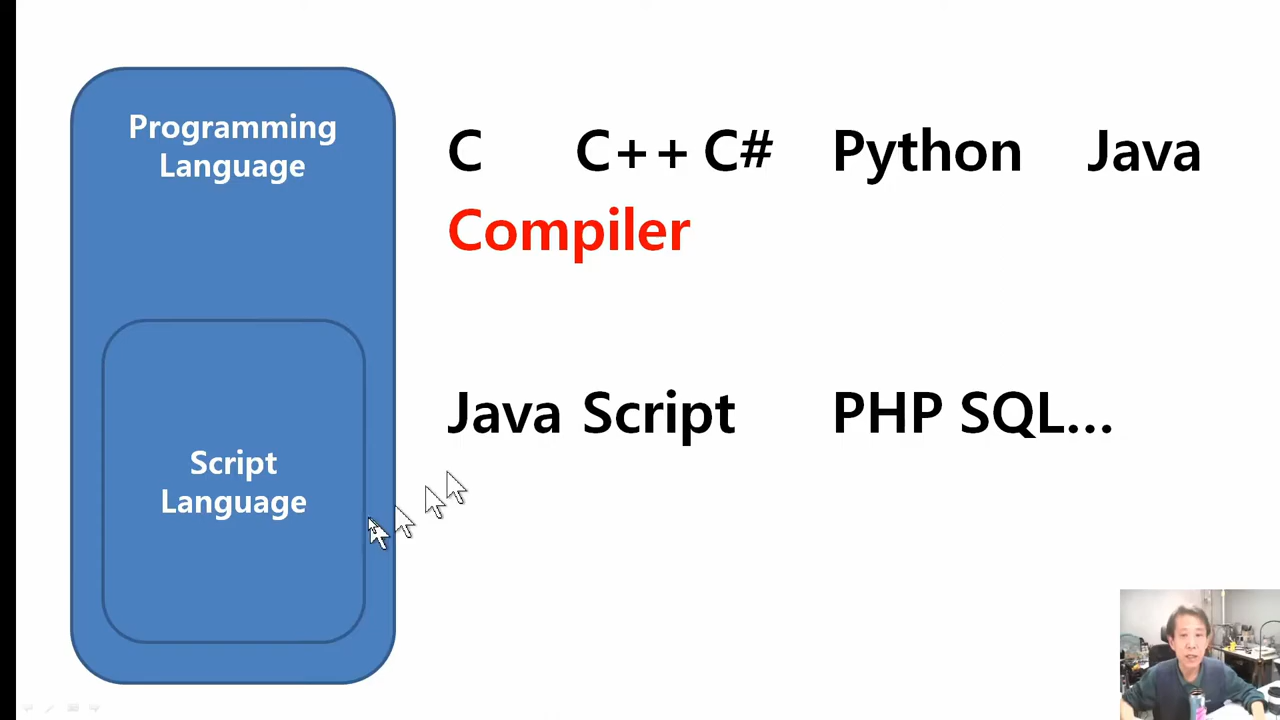 Programming
Language
C C++ C# Python Java
Compiler
Java Script PHP SQL...
Script
Language